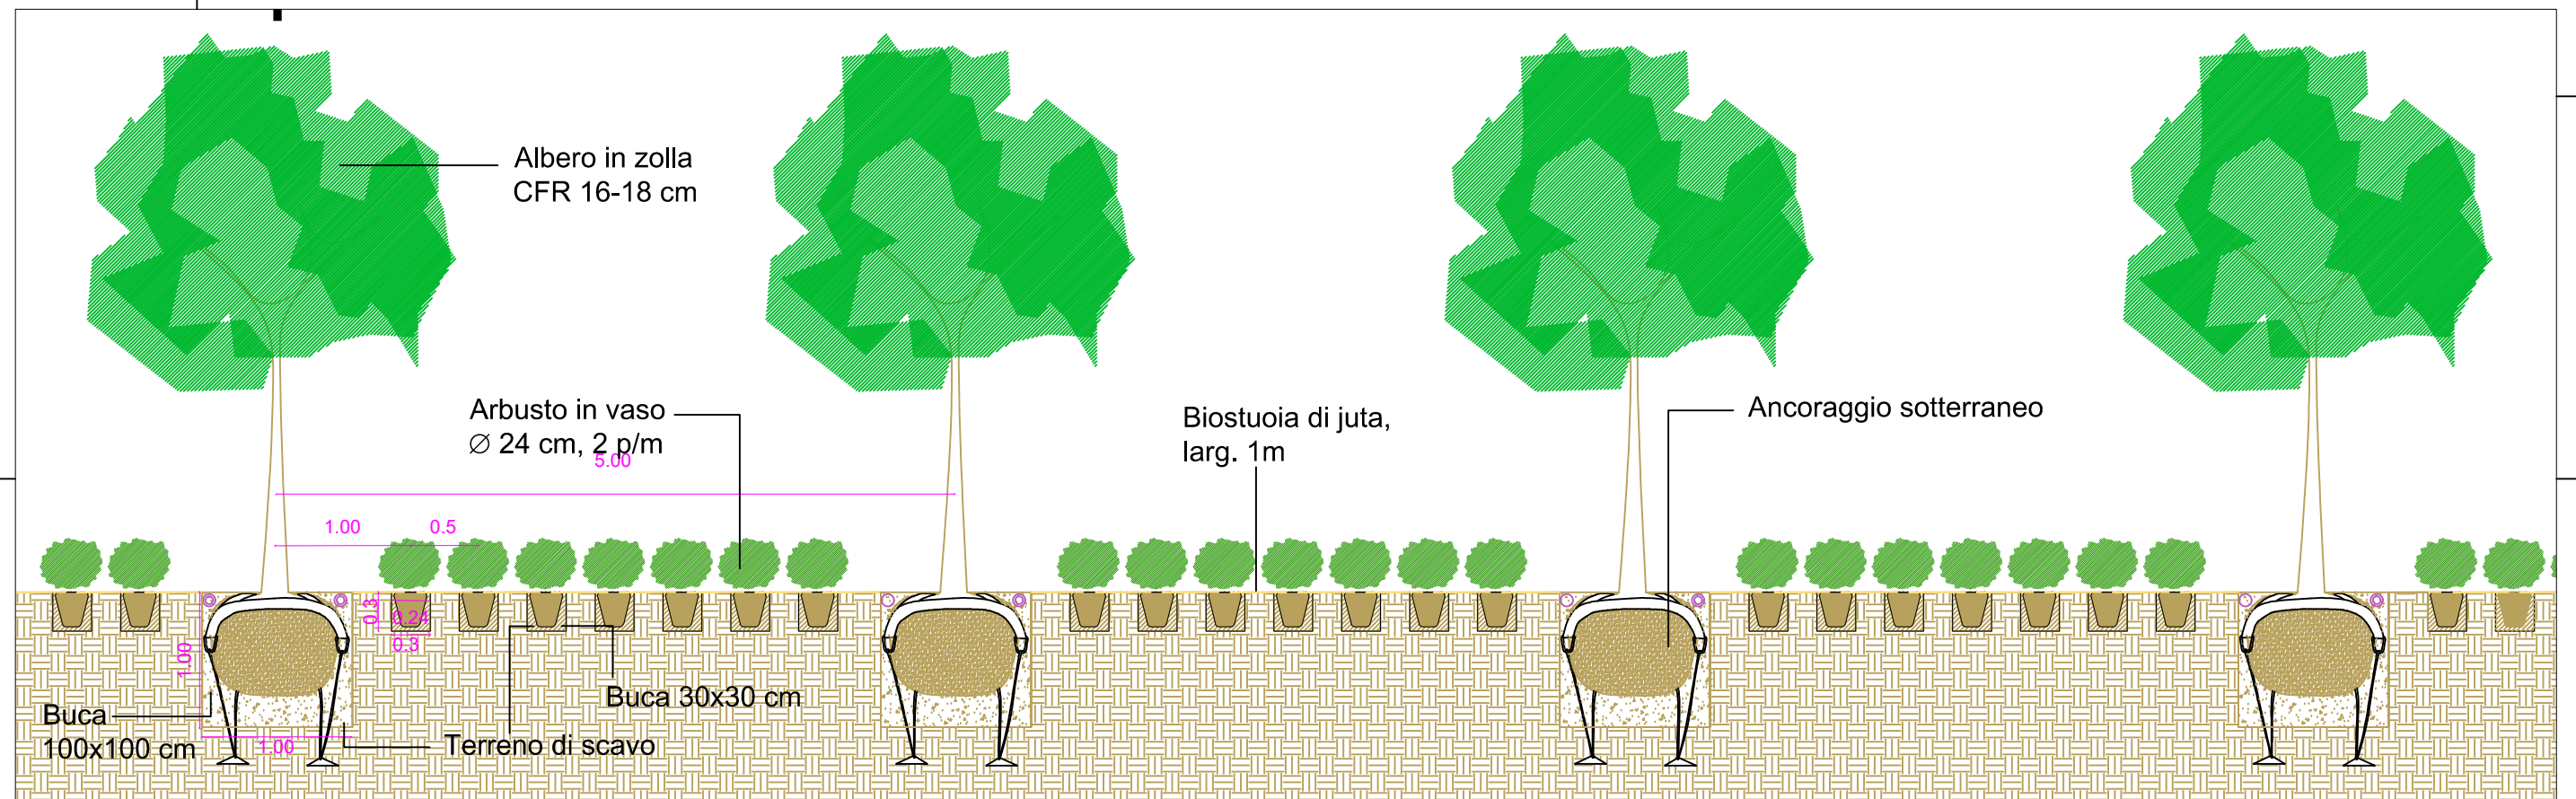 Albero in zolla
CFR 16-18 cm
Arbusto in vaso
∅ 24 cm, 2 p/m
5.00
Biostuoia di juta,
larg. 1m
Ancoraggio sotterraneo
1.00
0.5
0.3
0.24
0.3
1.00
Buca 30x30 cm
Buca
100x100 cm
1.00
Terreno di scavo